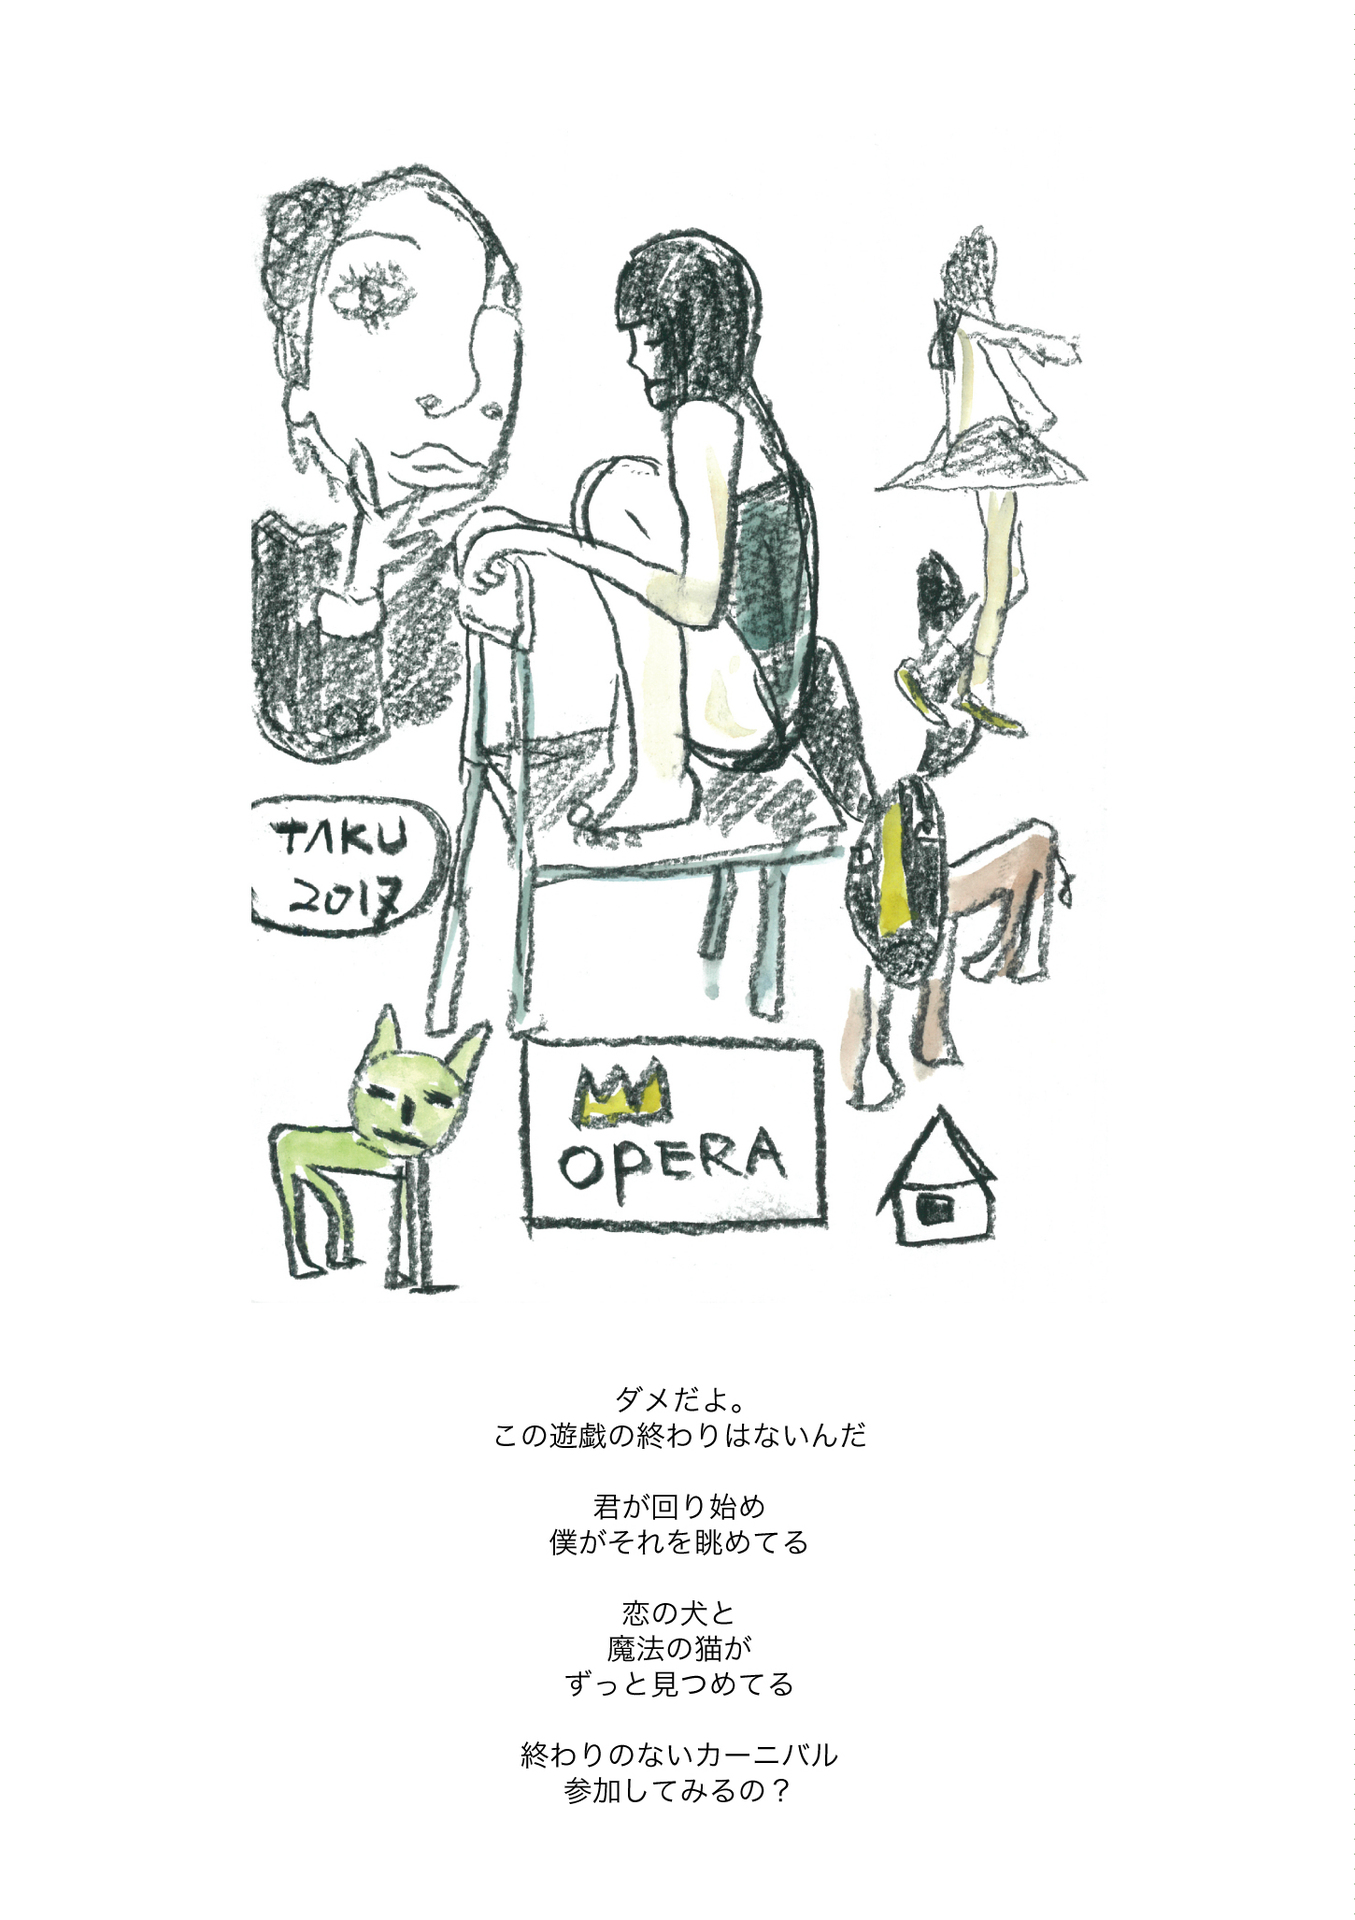 TAKU
2017
OPERA
ダメだよ。
この遊戯の終わりはないんだ
君が回り始め
僕がそれを眺めてる
恋の犬と
魔法の猫が
ずっと見つめてる
終わりのないカーニバル
参加してみるの？